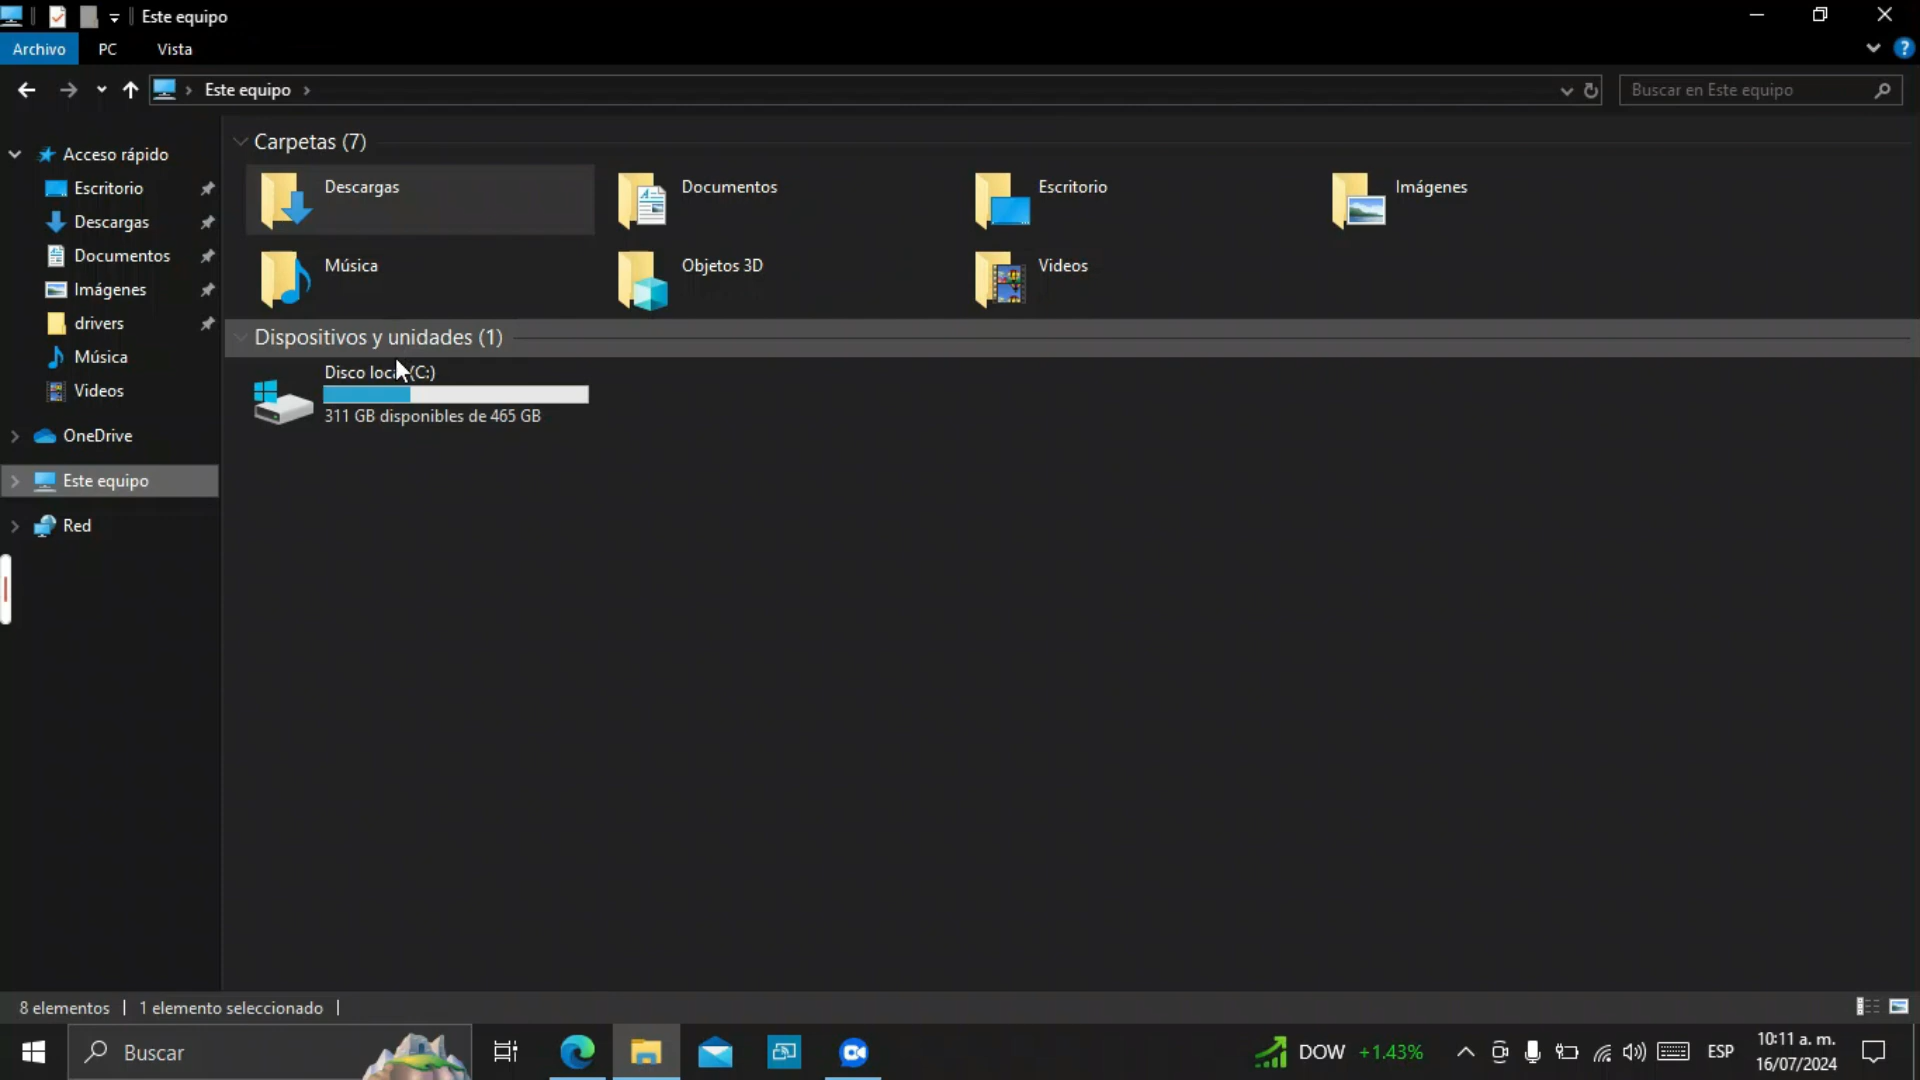 Este equipo
Archivo PC Vista
Este equipo
Buscar en Este equipo
Acceso rápido
Escritorio
Descargas
Documentos
Imágenes
drivers
Música
Videos
OneDrive
Este equipo
Red
Carpetas (7)
Descargas
Documentos
Escritorio
Imágenes
Música
Objetos 3D
Videos
Dispositivos y unidades (1)
Disco local (C:)
311 GB disponibles de 465 GB
8 elementos
1 elemento seleccionado
Buscar
DOW +1.43%
ESP
10:11 a. m.
16/07/2024